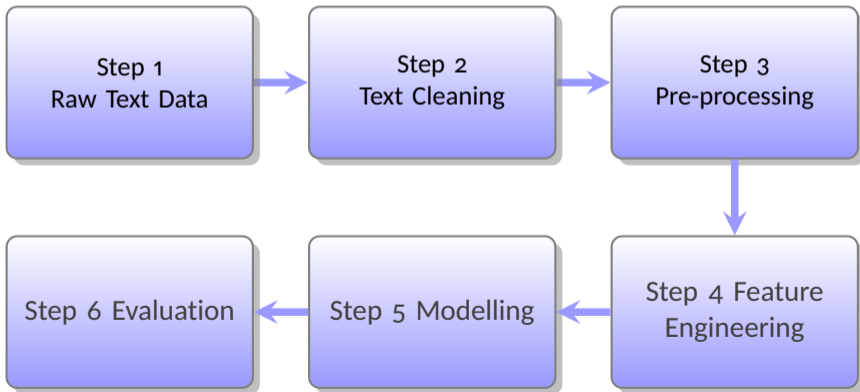 Step 1
Raw Text Data
Step 2
Text Cleaning
Step 3
Pre-processing
Step 4 Feature
Engineering
Step 5 Modelling
Step 6 Evaluation